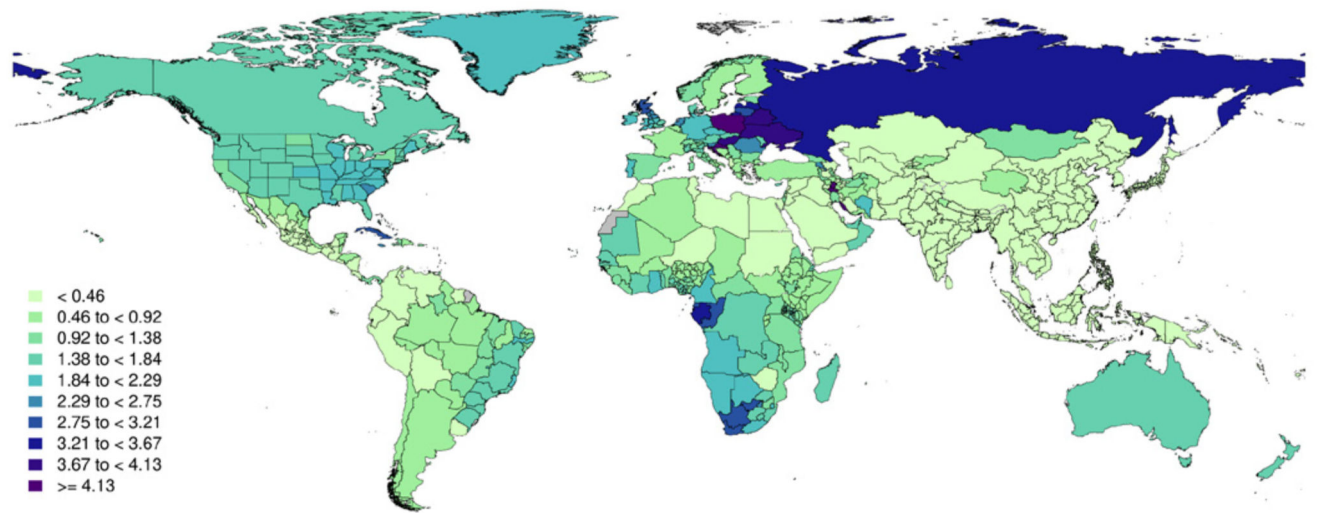 < 0.46
0.46 to < 0.92
0.92 to < 1.38
1.38 to < 1.84
1.84 to < 2.29
2.29 to < 2.75
2.75 to < 3.21
3.21 to < 3.67
3.67 to < 4.13
>= 4.13